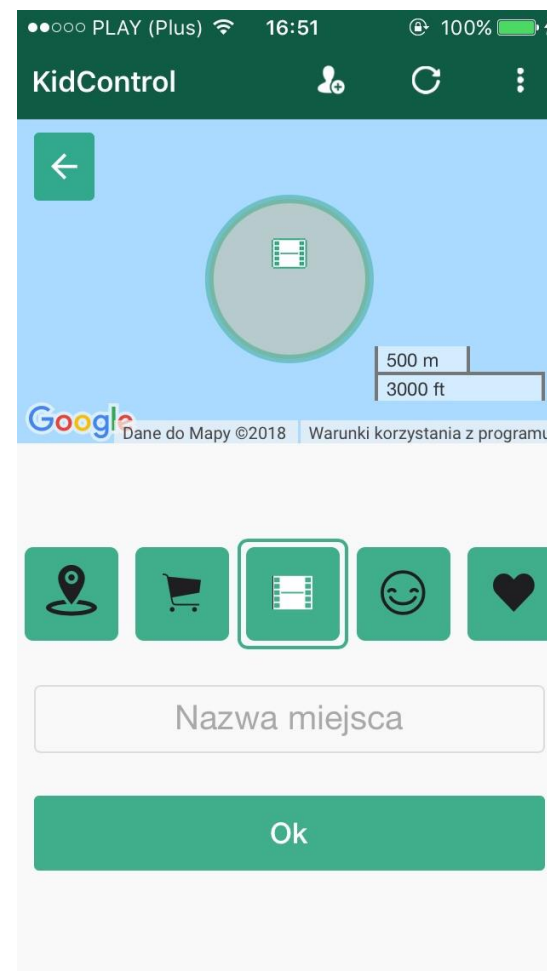 PLAY (Plus) 16:51 100%
KidControl
500 m
3000 ft
Google
Dane do Mapy ©2018 Warunki korzystania z programu
Nazwa miejsca
Ok